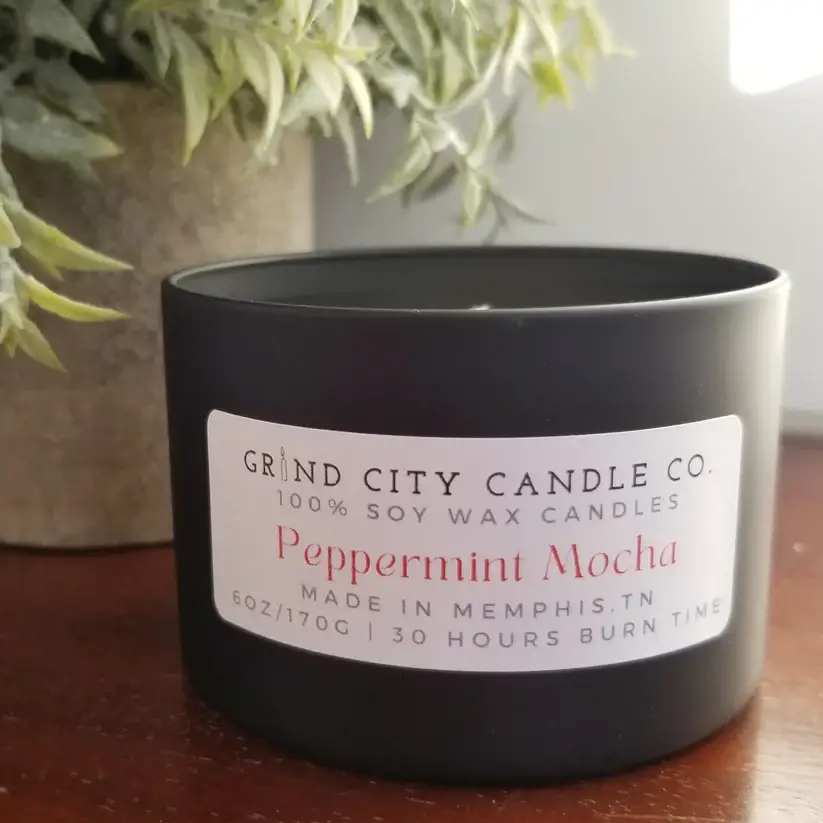 GRIND CITY CANDLE CO.
100% SOY WAX CANDLES
Peppermint Mocha
MADE IN MEMPHIS,TN
6OZ/170G | 30 HOURS BURN TIME